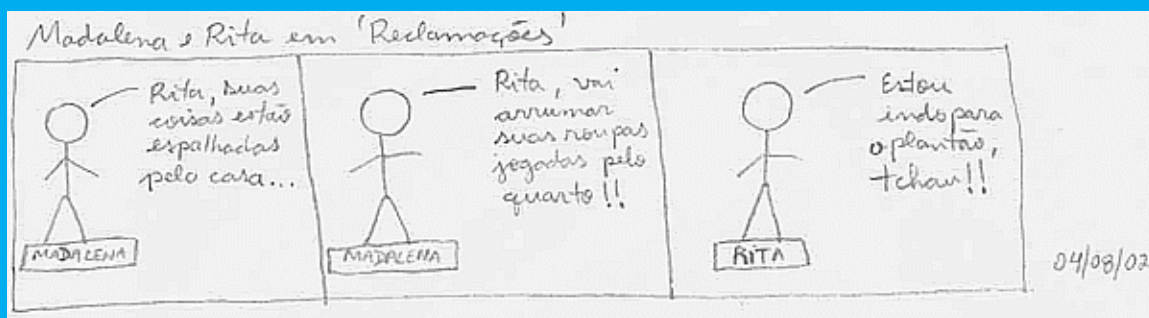 Madalena e Rita em 'Reclamações'
Rita, suas
coisas estão
espalhadas
pela casa...
MADALENA
Rita, vai
arrumar
suas roupas
jogadas pelo
quarto!!
MADALENA
Estou
indo para
o plantão,
tchau!!
RITA
04/08/02